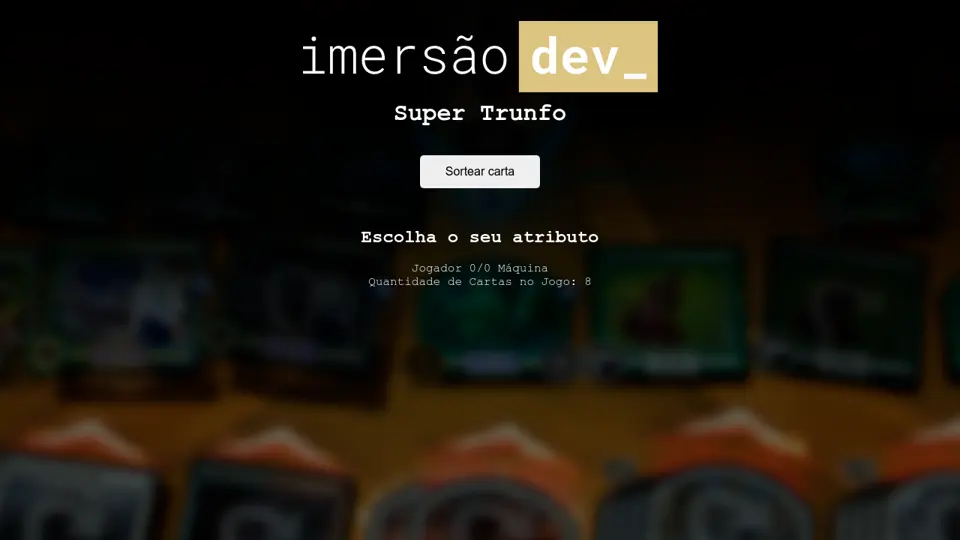 imersão dev_
Super Trunfo
Sortear carta
Escolha o seu atributo
Jogador 0/0 Máquina
Quantidade de Cartas no Jogo: 8